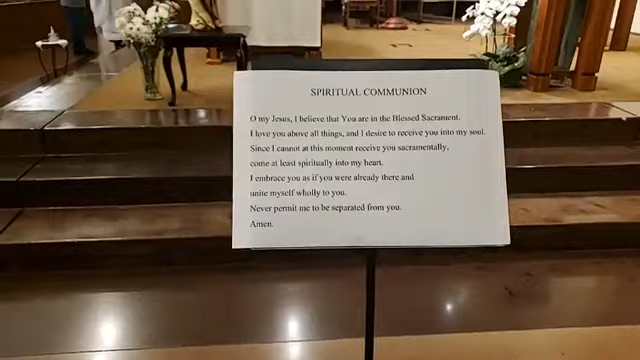 SPIRITUAL COMMUNION
O my Jesus, I believe that You are in the Blessed Sacrament.
I love you above all things, and I desire to receive you into my soul.
Since I cannot at this moment receive you sacramentally,
come at least spiritually into my heart.
I embrace you as if you were already there and
unite myself wholly to you.
Never permit me to be separated from you.
Amen.